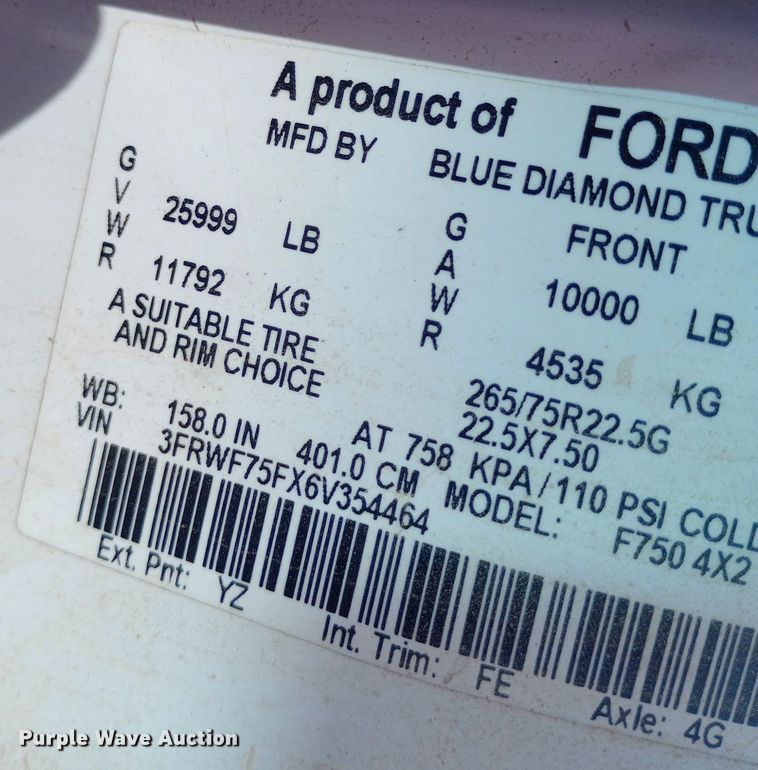 A product of FORD
MFD BY BLUE DIAMOND
GVWR 25999 LB
11792 KG
GAWR FRONT
10000 LB
4535 KG
A SUITABLE TIRE
AND RIM CHOICE
265/75R22.5G
22.5X7.50
AT 758 KPA/110 PSI COLD
WB: 158.0 IN 401.0 CM MODEL: F750 4X2
VIN 3FRWF75FX6V354464
Ext. Pnt: YZ Int. Trim: FE Axle: 4G
Purple Wave Auction